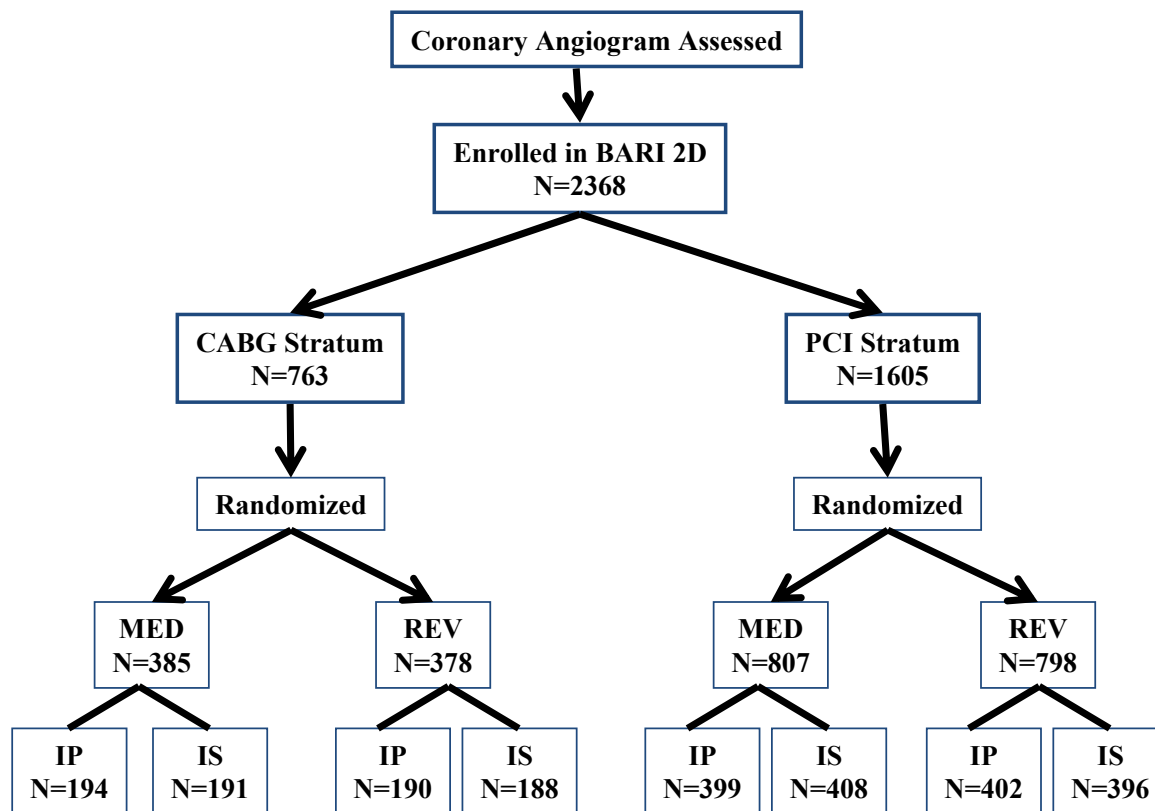 Coronary Angiogram Assessed
Enrolled in BARI 2D
N=2368
CABG Stratum
N=763
PCI Stratum
N=1605
Randomized
Randomized
MED
N=385
REV
N=378
MED
N=807
REV
N=798
IP
N=194
IS
N=191
IP
N=190
IS
N=188
IP
N=399
IS
N=408
IP
N=402
IS
N=396